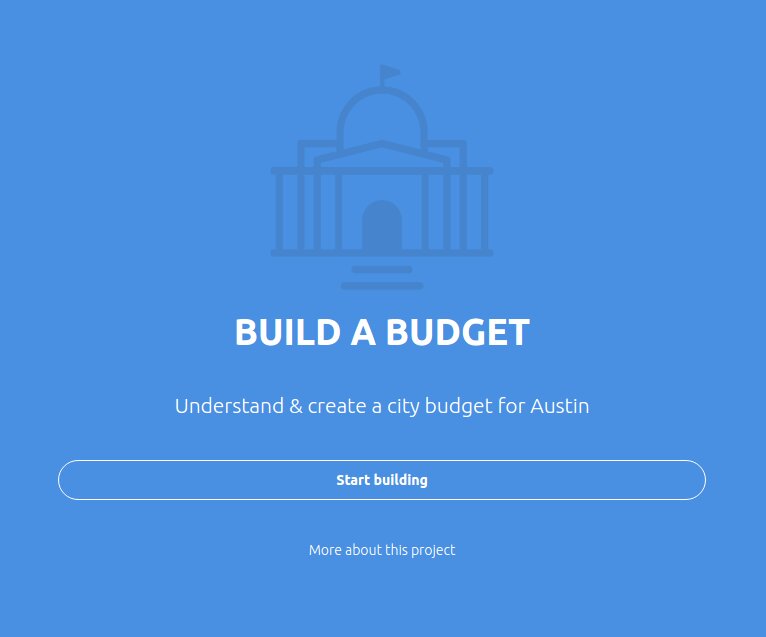 BUILD A BUDGET
Understand & create a city budget for Austin
Start building
More about this project